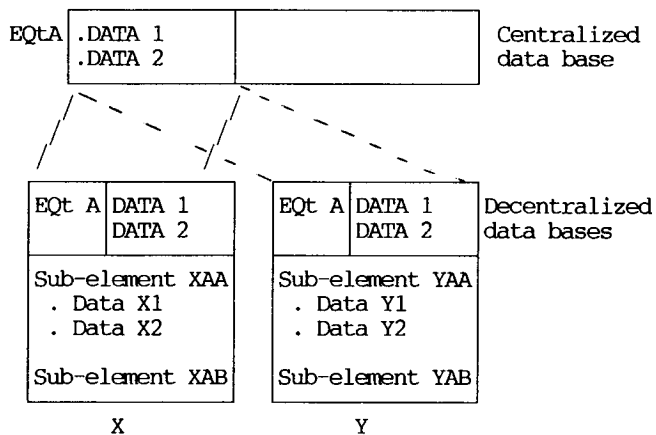 EQtA .DATA 1
.DATA 2
Centralized
data base
EQt A DATA 1
DATA 2
EQt A DATA 1
DATA 2
Decentralized
data bases
Sub-element XAA
. Data X1
. Data X2
Sub-element XAB
Sub-element YAA
. Data Y1
. Data Y2
Sub-element YAB
X
Y